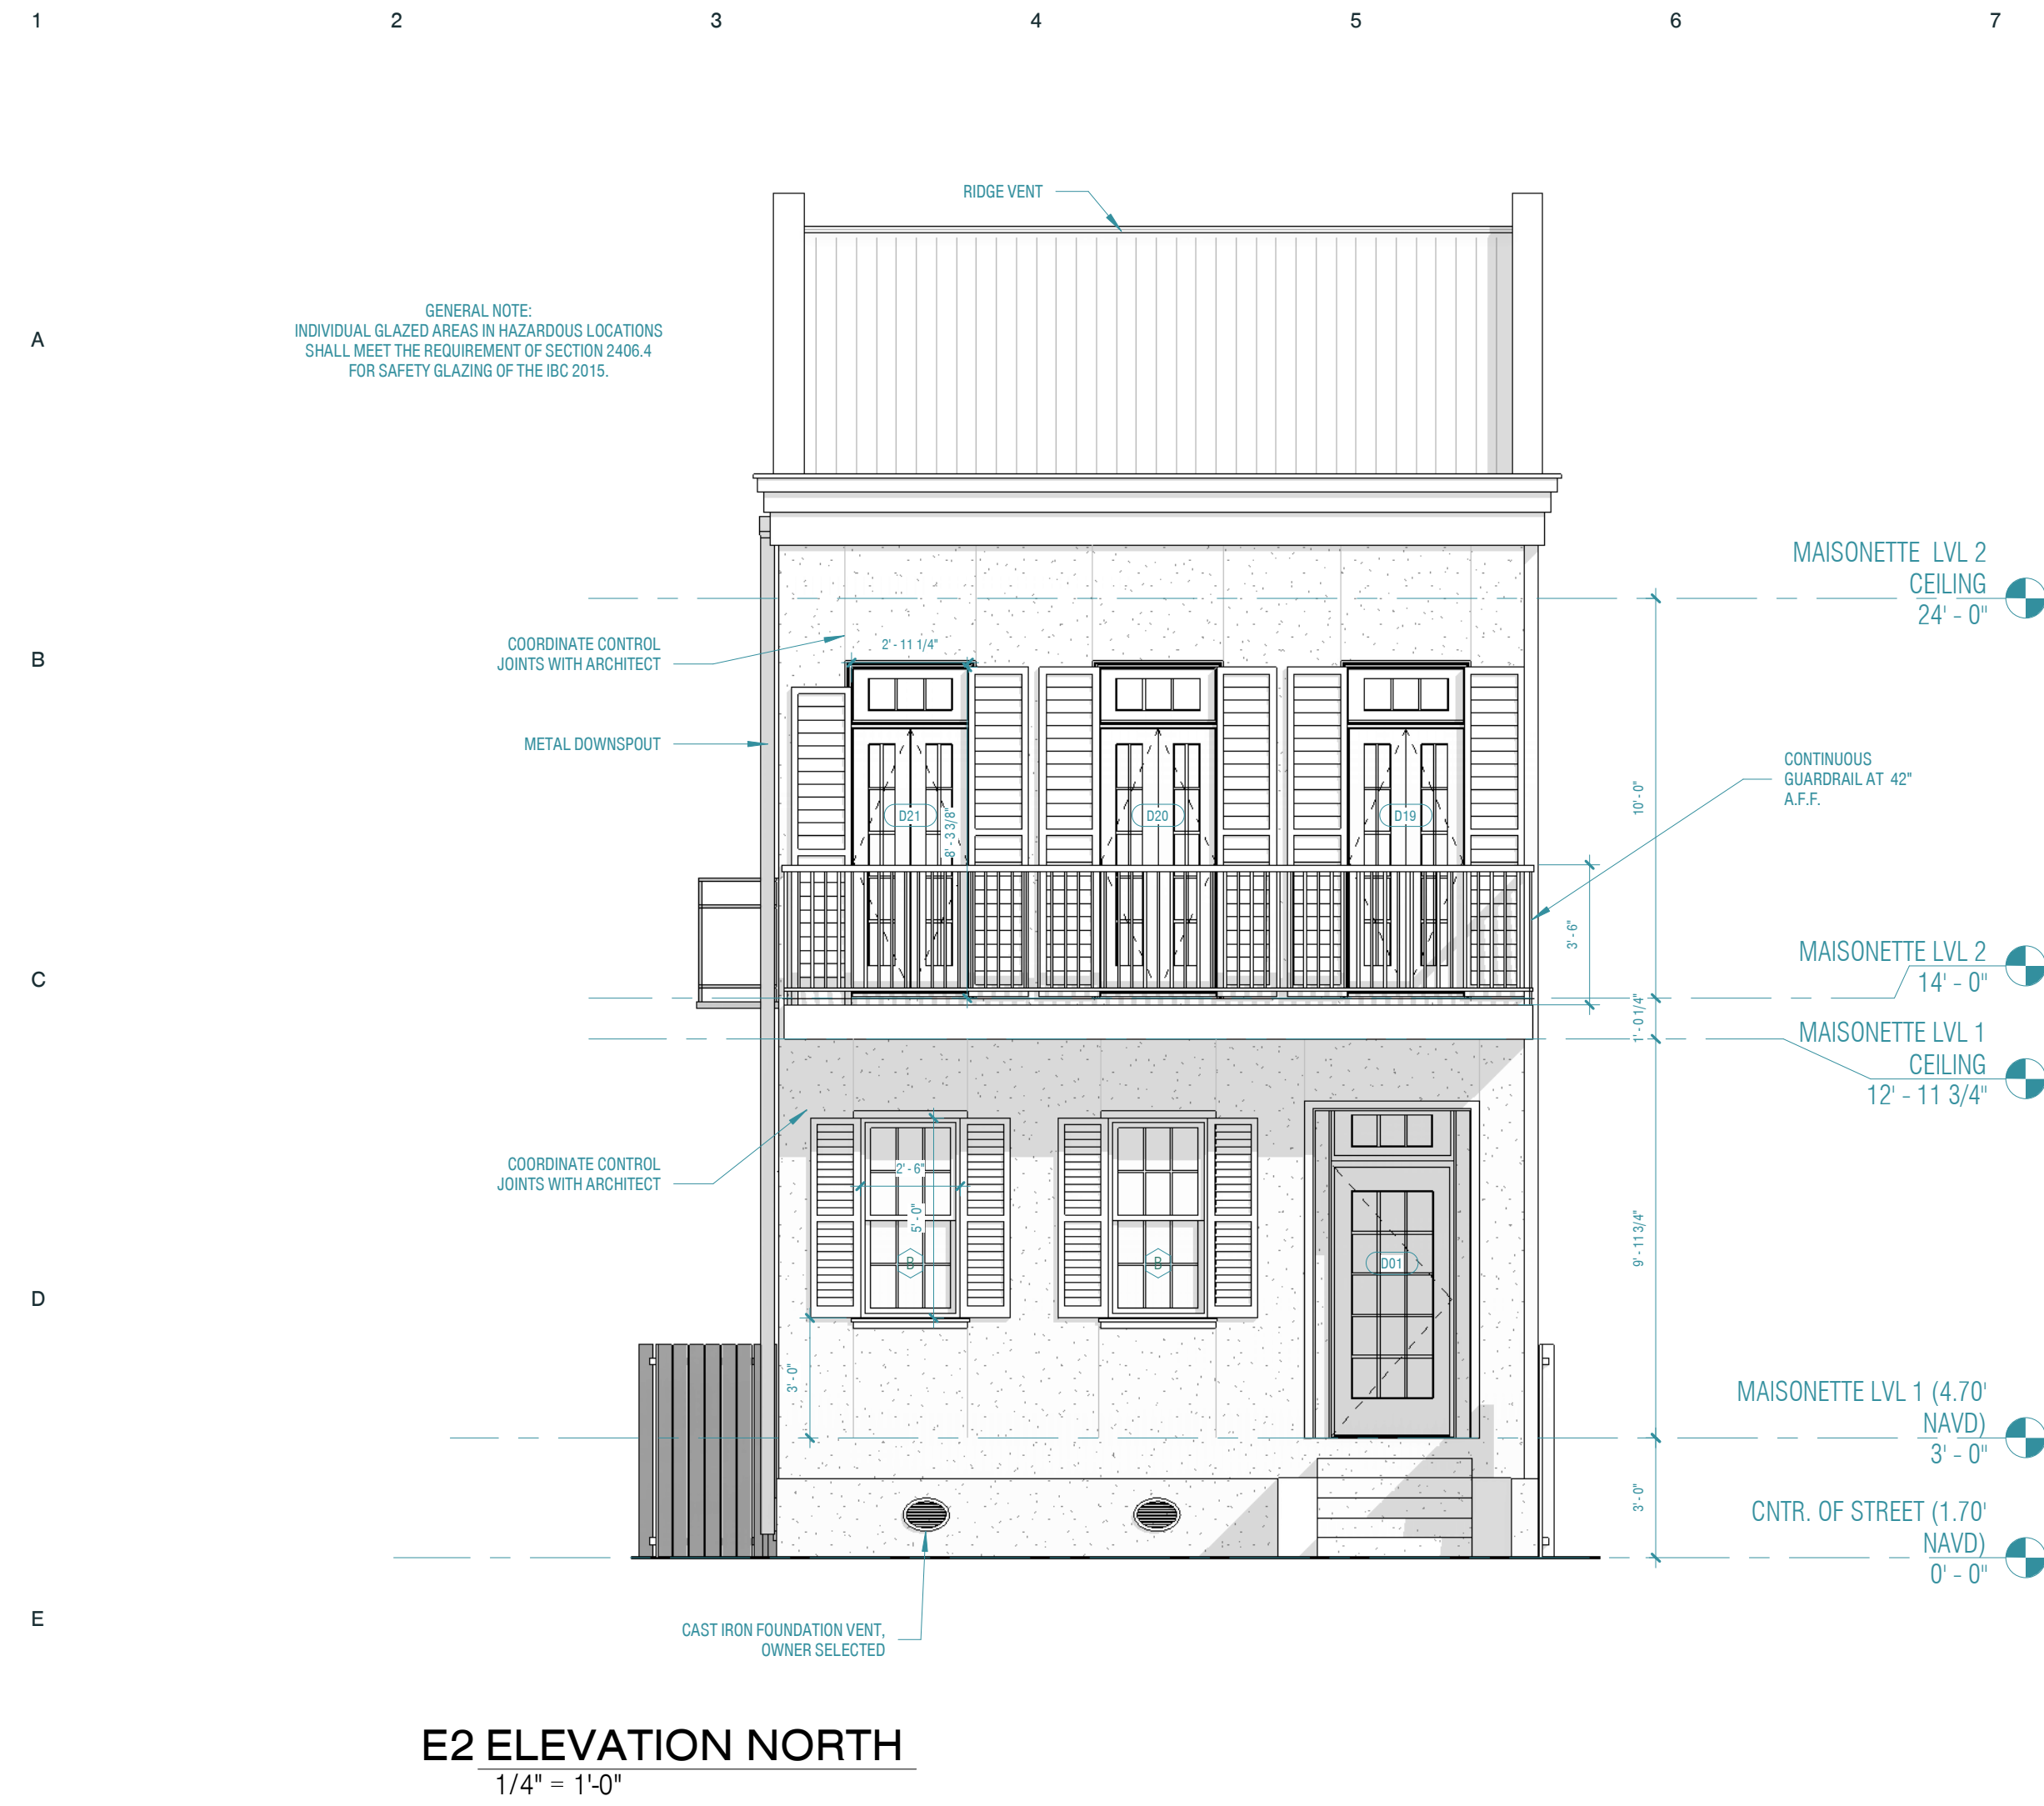 1 2 3 4 5 6 7
RIDGE VENT
A
GENERAL NOTE:
INDIVIDUAL GLAZED AREAS IN HAZARDOUS LOCATIONS
SHALL MEET THE REQUIREMENT OF SECTION 2406.4
FOR SAFETY GLAZING OF THE IBC 2015.
MAISONETTE LVL 2
CEILING
24' - 0"
B
COORDINATE CONTROL
JOINTS WITH ARCHITECT
2' - 11 1/4"
METAL DOWNSPOUT
CONTINUOUS
GUARDRAIL AT 42"
A.F.F.
10' - 0"
D21
8' - 3 3/8"
D20
D19
3' - 6"
C
MAISONETTE LVL 2
14' - 0"
1' - 0 1/4"
MAISONETTE LVL 1
CEILING
12' - 11 3/4"
COORDINATE CONTROL
JOINTS WITH ARCHITECT
2' - 6"
5' - 0"
B
B
D01
9' - 11 3/4"
D
3' - 0"
MAISONETTE LVL 1 (4.70'
NAVD)
3' - 0"
3' - 0"
CNTR. OF STREET (1.70'
NAVD)
0' - 0"
E
CAST IRON FOUNDATION VENT,
OWNER SELECTED
E2 ELEVATION NORTH
1/4" = 1'-0"